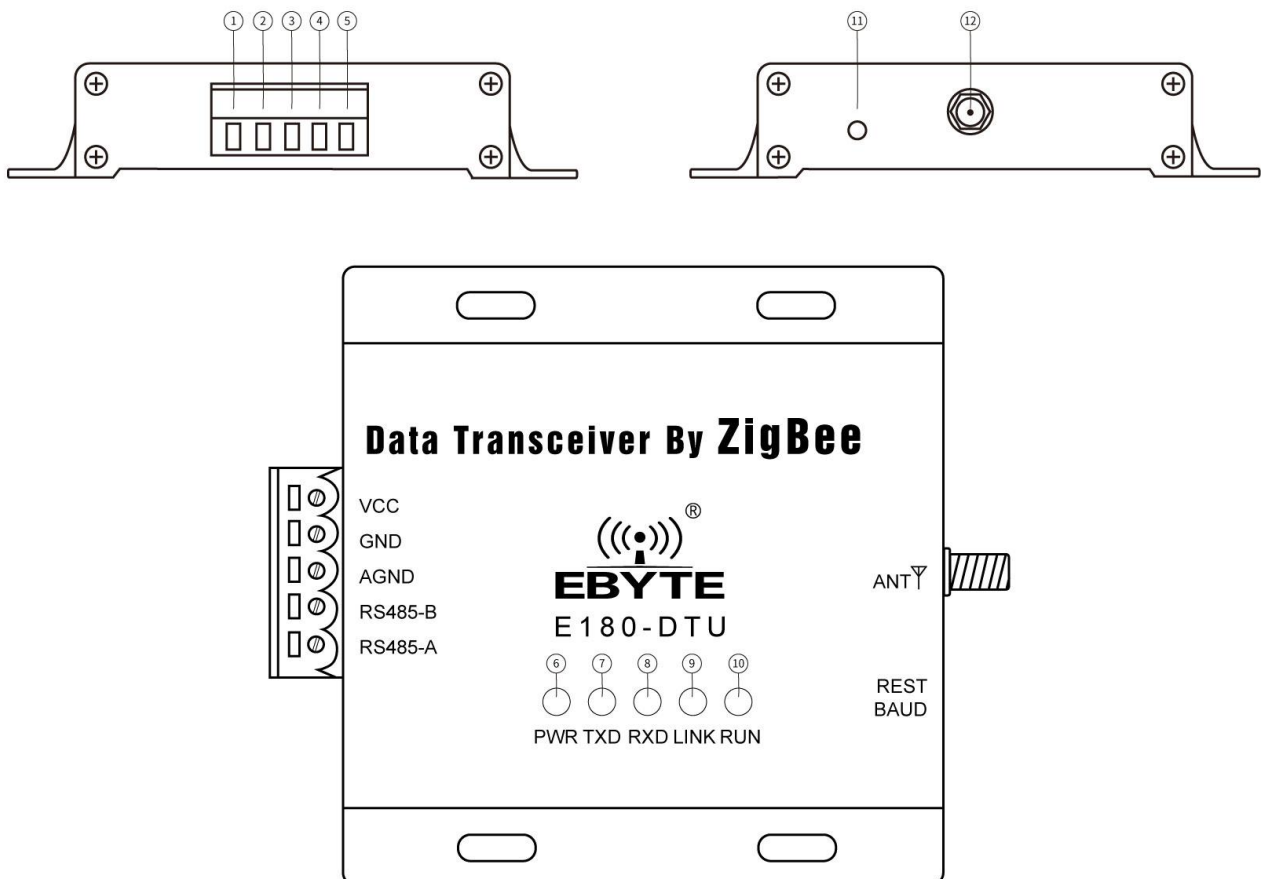 ① ② ③ ④ ⑤
⑪ ⑫
Data Transceiver By ZigBee
VCC
GND
AGND
RS485-B
RS485-A
®
EBYTE
E180-DTU
⑥ ⑦ ⑧ ⑨ ⑩
PWR TXD RXD LINK RUN
ANT
REST
BAUD